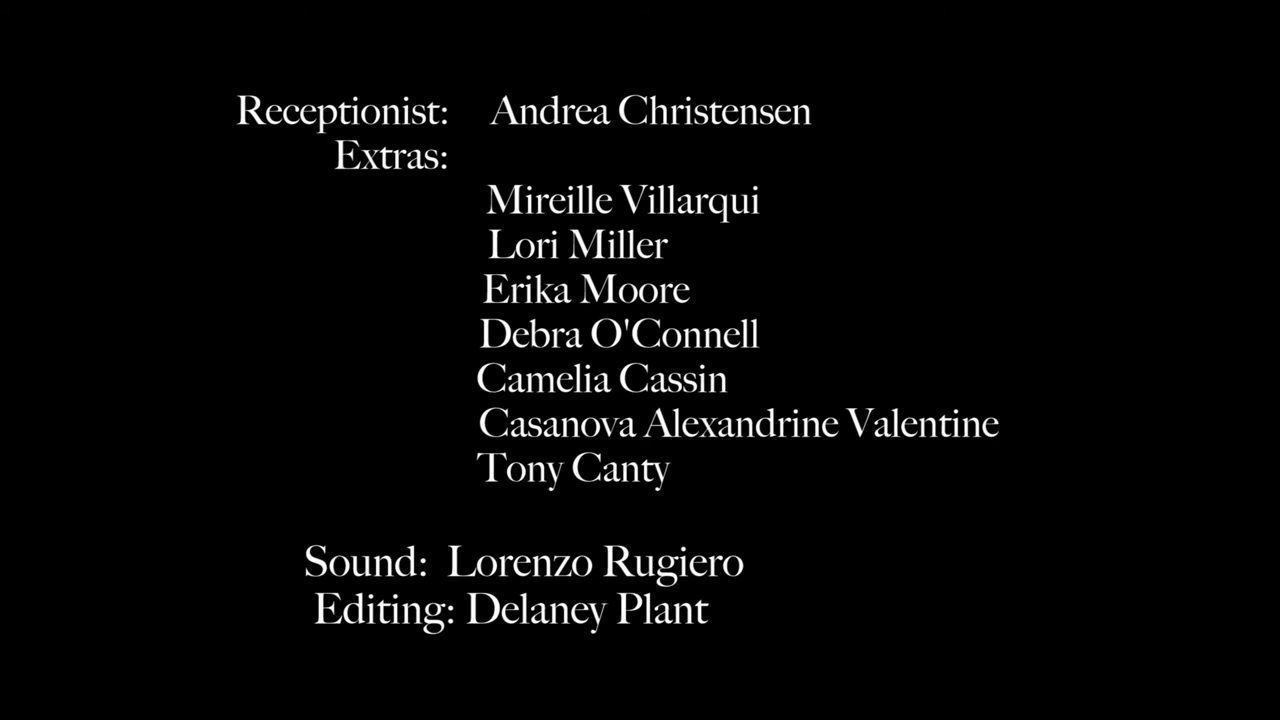 Receptionist: Andrea Christensen
Extras:
Mireille Villarqui
Lori Miller
Erika Moore
Debra O'Connell
Camelia Cassin
Casanova Alexandrine Valentine
Tony Canty
Sound: Lorenzo Rugiero
Editing: Delaney Plant